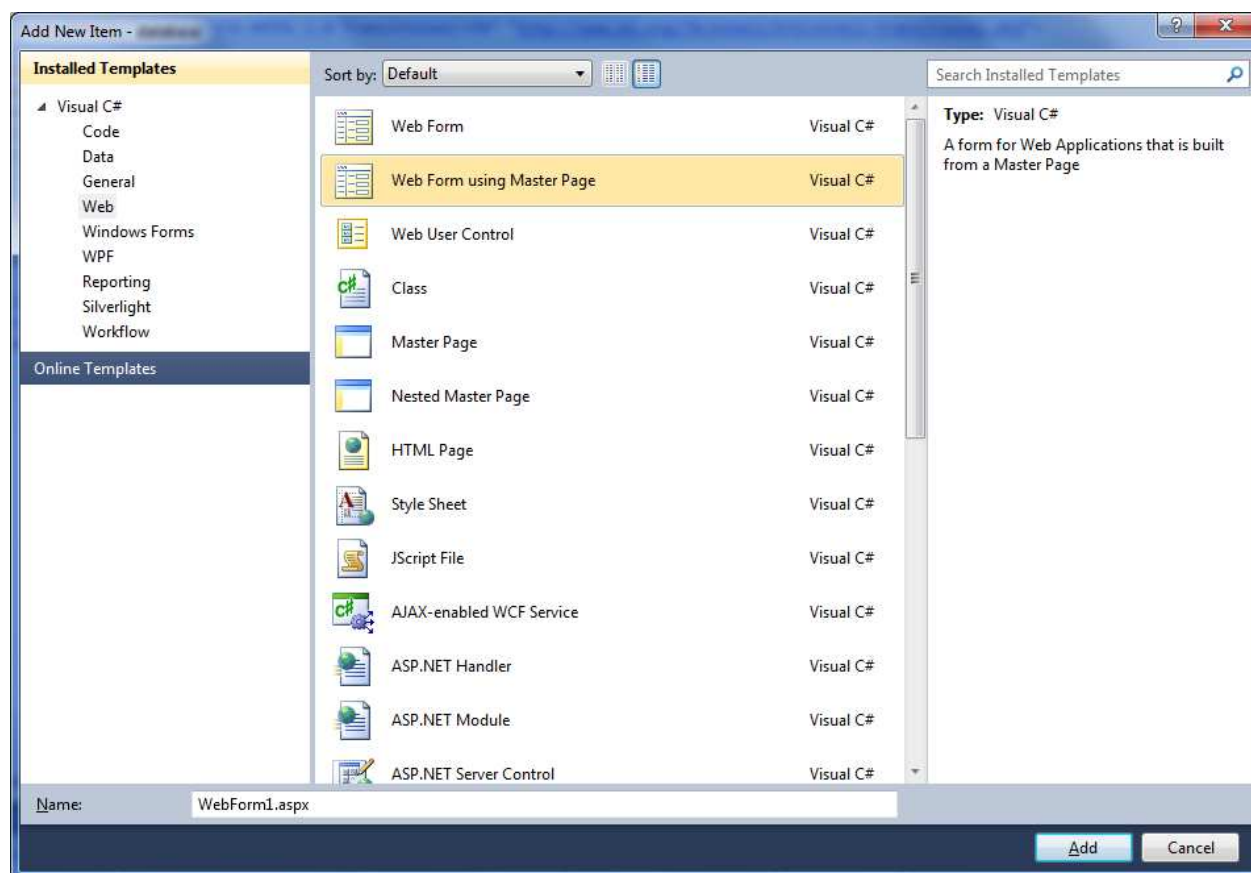 Add New Item -
Installed Templates
Visual C#
Code
Data
General
Web
Windows Forms
WPF
Reporting
Silverlight
Workflow
Online Templates
Sort by: Default
Web Form Visual C#
Web Form using Master Page Visual C#
Web User Control Visual C#
Class Visual C#
Master Page Visual C#
Nested Master Page Visual C#
HTML Page Visual C#
Style Sheet Visual C#
JScript File Visual C#
AJAX-enabled WCF Service Visual C#
ASP.NET Handler Visual C#
ASP.NET Module Visual C#
ASP.NET Server Control Visual C#
Search Installed Templates
Type: Visual C#
A form for Web Applications that is built
from a Master Page
Name: WebForm1.aspx
Add Cancel